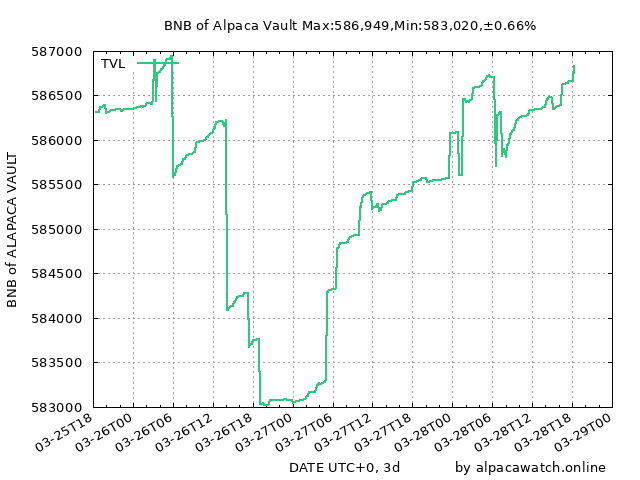 BNB of Alpaca Vault Max:586,949,Min:583,020,±0.66%
587000
TVL
586500
586000
585500
585000
584500
584000
583500
583000
BNB of ALAPACA VAULT
03-25T18
03-26T00
03-26T06
03-26T12
03-26T18
03-27T00
03-27T06
03-27T12
03-27T18
03-28T00
03-28T06
03-28T12
03-28T18
03-29T00
DATE UTC+0, 3d
by alpacawatch.online